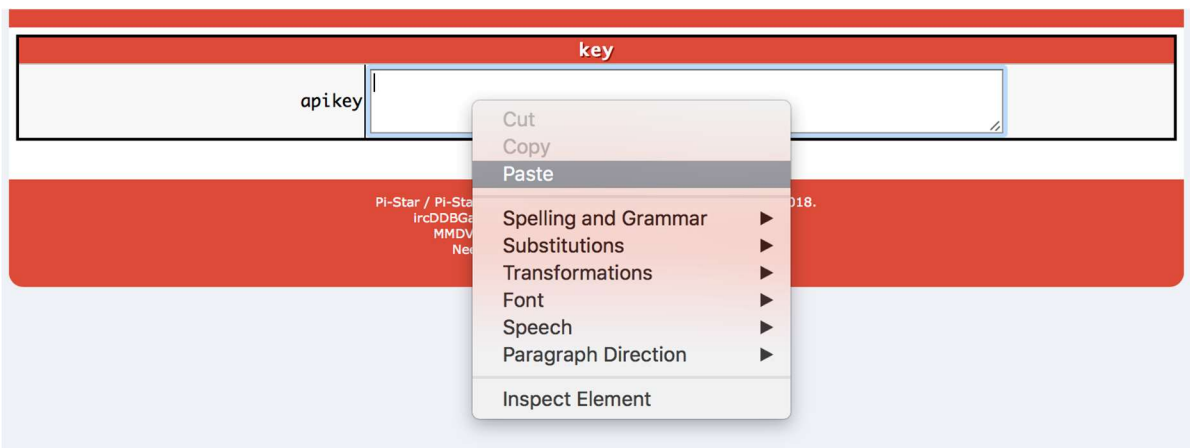 key
apikey
Cut
Copy
Paste
Pi-Star / Pi-Sta
018.
ircDDBGa
MMDV
Nee
Spelling and Grammar
Substitutions
Transformations
Font
Speech
Paragraph Direction
Inspect Element